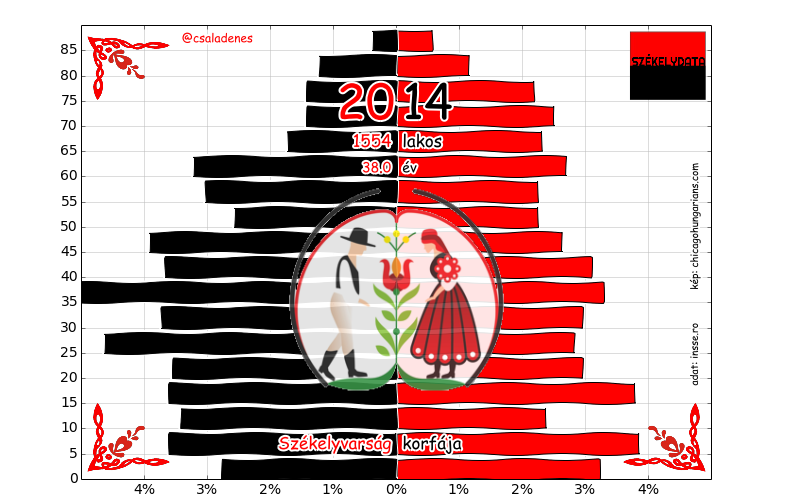 @csaladenes
SZÉKELYDATA
2014
1554 lakos
38.0 év
kép: chicagohungarians.com
adat: insse.ro
Székelyvarság korfája
85
80
75
70
65
60
55
50
45
40
35
30
25
20
15
10
5
0
4% 3% 2% 1% 0% 1% 2% 3% 4%